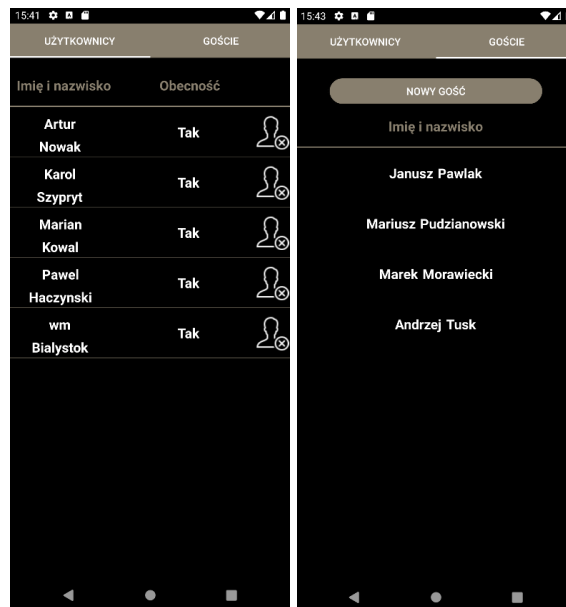 15:41
UŻYTKOWNICY GOŚCIE
Imię i nazwisko Obecność
Artur
Nowak
Tak
Karol
Szypryt
Tak
Marian
Kowal
Tak
Pawel
Haczynski
Tak
wm
Bialystok
Tak
15:43
UŻYTKOWNICY GOŚCIE
NOWY GOŚĆ
Imię i nazwisko
Janusz Pawlak
Mariusz Pudzianowski
Marek Morawiecki
Andrzej Tusk